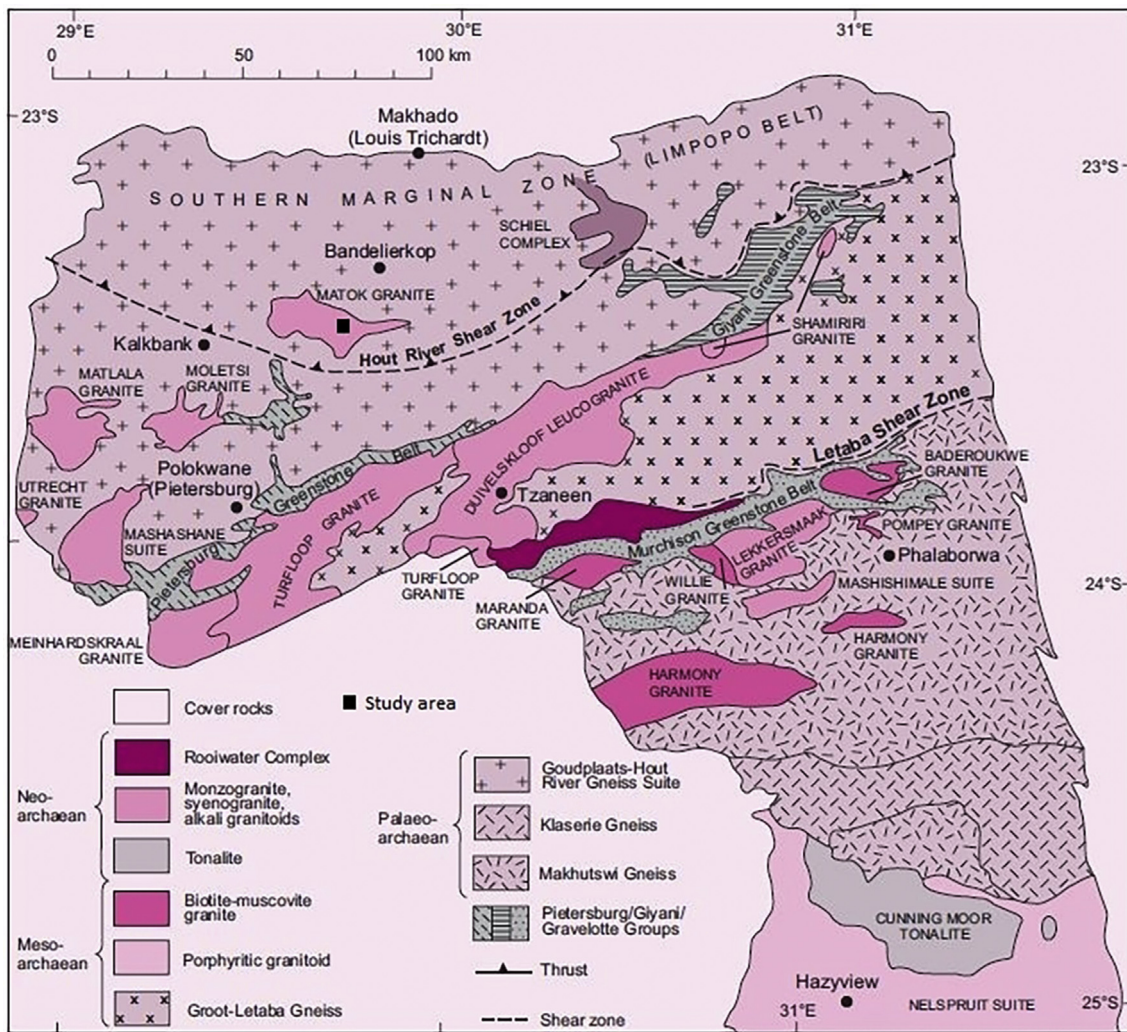 29°E
30°E
31°E
0 50 100 km
23°S
Makhado
(Louis Trichardt)
(LIMPOPO BELT)
23°S
SOUTHERN MARGINAL ZONE
SCHIEL
COMPLEX
Bandelierkop
MATOK GRANITE
Giyani Greenstone Belt
Hout River Shear Zone
SHAMIRIRI
GRANITE
Kalkbank
MATLALA
GRANITE
MOLETSI
GRANITE
DUIVELSKLOOF LEUCOGRANITE
Letaba Shear Zone
BADEROUKWE
GRANITE
Polokwane
(Pietersburg)
UTRECHT
GRANITE
Pietersburg Greenstone Belt
Tzaneen
MASHASHANE
SUITE
TURFLOOP GRANITE
Murchison Greenstone Belt
LEKKERSMAAK
GRANITE
POMPEY GRANITE
Phalaborwa
TURFLOOP
GRANITE
WILLIE
GRANITE
MASHISHIMALE SUITE
24°S
MARANDA
GRANITE
MEINHARDSKRAAL
GRANITE
HARMONY
GRANITE
HARMONY
GRANITE
Cover rocks
Study area
Neo-
archaean
Rooiwater Complex
Monzogranite,
syenogranite,
alkali granitoids
Tonalite
Meso-
archaean
Biotite-muscovite
granite
Porphyritic granitoid
Groot-Letaba Gneiss
Palaeo-
archaean
Goudplaats-Hout
River Gneiss Suite
Klaserie Gneiss
Makhutswi Gneiss
Pietersburg/Giyani/
Gravelotte Groups
Thrust
Shear zone
CUNNING MOOR
TONALITE
Hazyview
31°E
NELSPRUIT SUITE
25°S